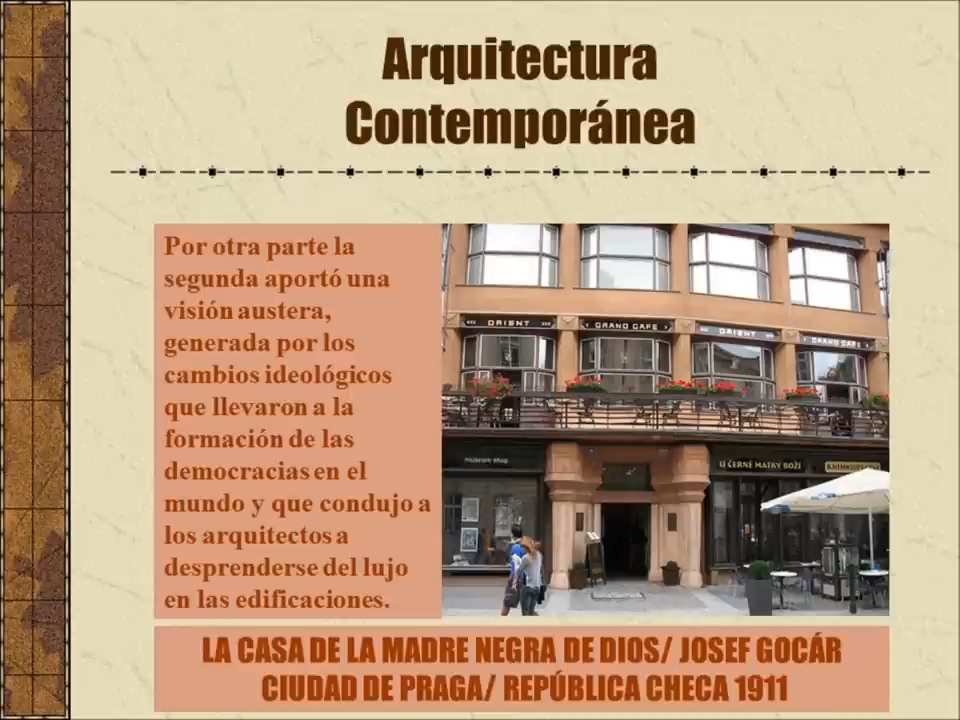 Arquitectura
Contemporánea
Por otra parte la
segunda aportó una
visión austera,
generada por los
cambios ideológicos
que llevaron a la
formación de las
democracias en el
mundo y que condujo a
los arquitectos a
desprenderse del lujo
en las edificaciones.
ORIENT
GRAND CAFE
ORIENT
GRAND CAFE
museum shop
U ČERNÉ MATKY BOŽÍ
KNIHKUPECTVÍ
LA CASA DE LA MADRE NEGRA DE DIOS/ JOSEF GOCÁR
CIUDAD DE PRAGA/ REPÚBLICA CHECA 1911